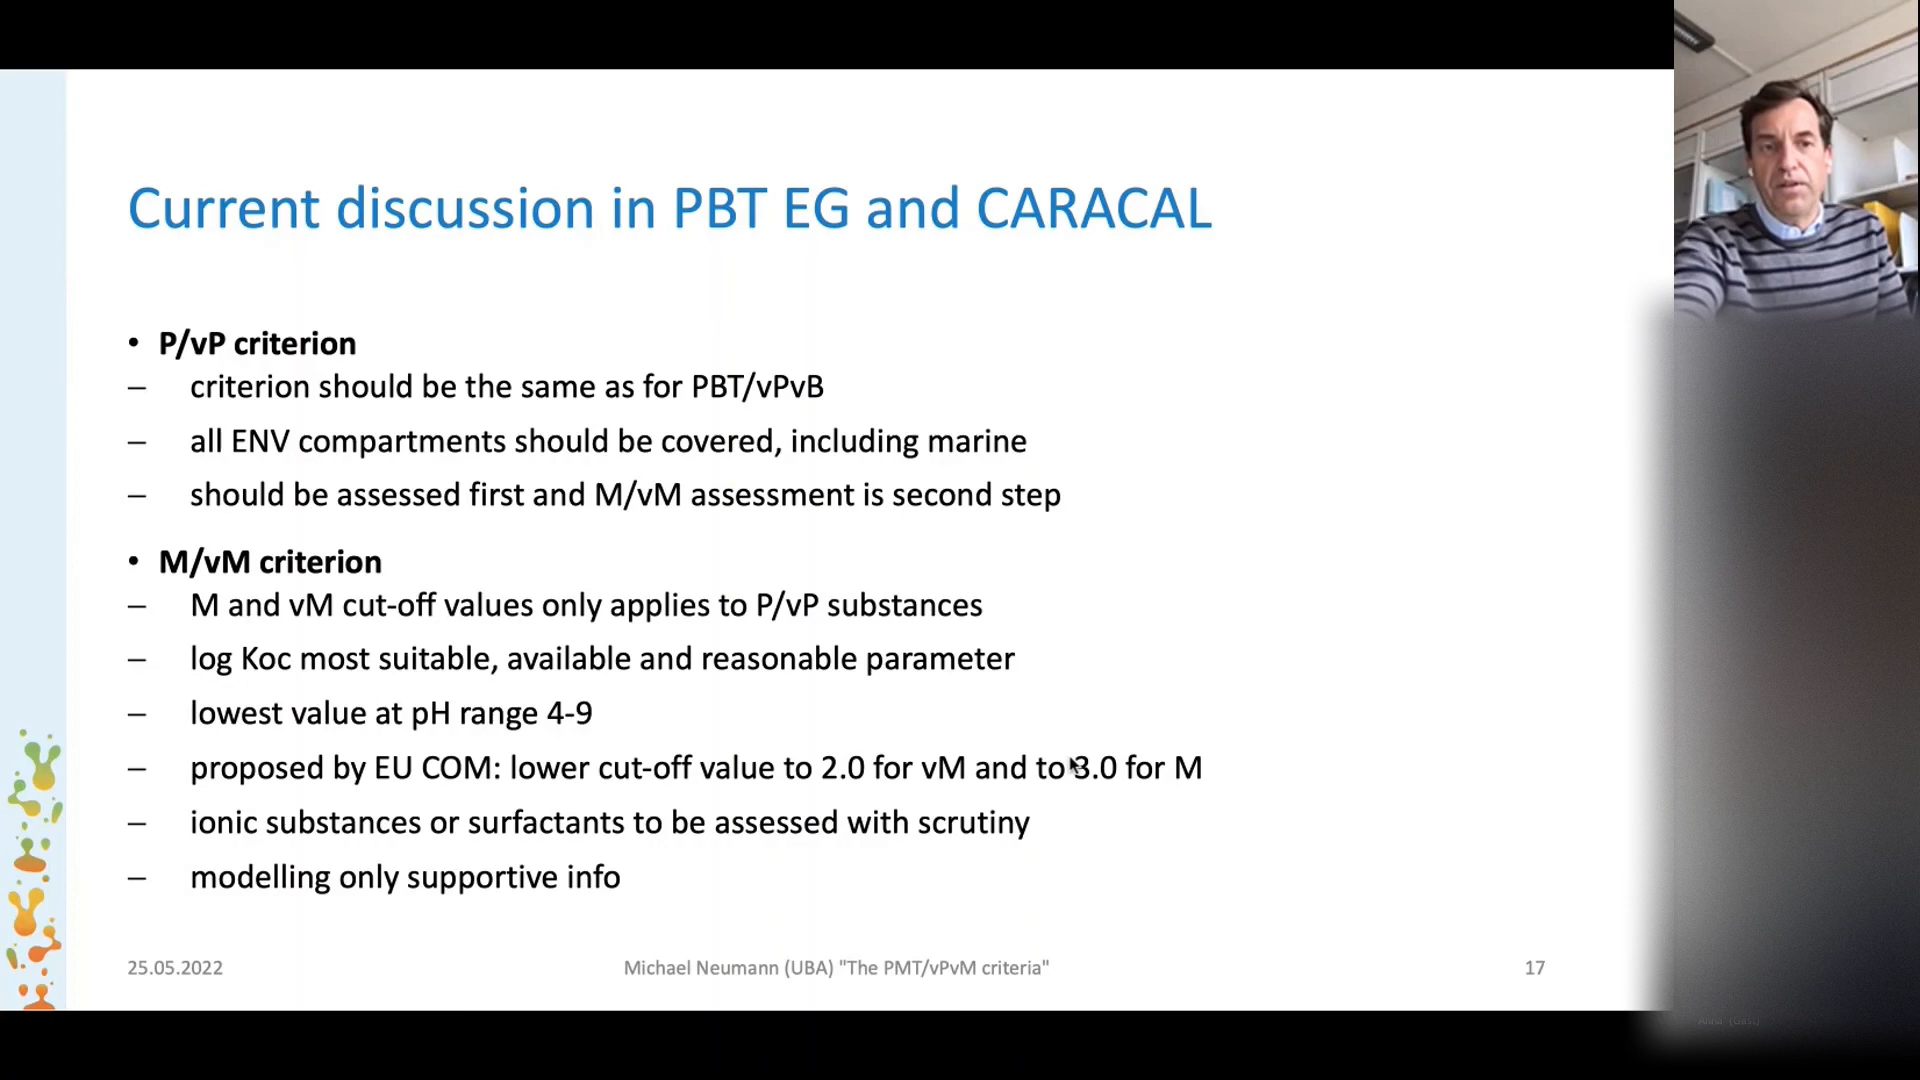 Current discussion in PBT EG and CARACAL
• P/vP criterion
– criterion should be the same as for PBT/vPvB
– all ENV compartments should be covered, including marine
– should be assessed first and M/vM assessment is second step
• M/vM criterion
– M and vM cut-off values only applies to P/vP substances
– log Koc most suitable, available and reasonable parameter
– lowest value at pH range 4-9
– proposed by EU COM: lower cut-off value to 2.0 for vM and to 3.0 for M
– ionic substances or surfactants to be assessed with scrutiny
– modelling only supportive info
25.05.2022
Michael Neumann (UBA) "The PMT/vPvM criteria"
17